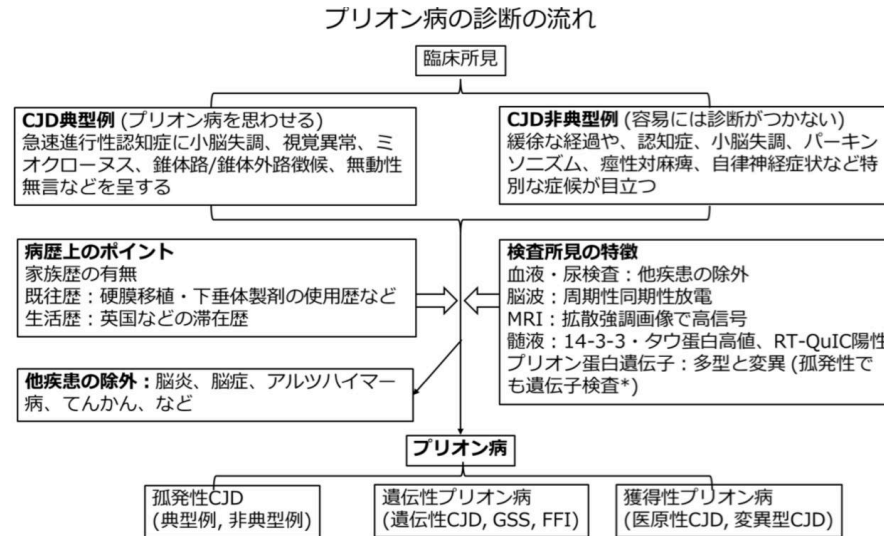 プリオン病の診断の流れ
臨床所見
CJD典型例 (プリオン病を思わせる)
急速進行性認知症に小脳失調、視覚異常、ミ
オクローヌス、錐体路/錐体外路徴候、無動性
無言などを呈する
CJD非典型例 (容易には診断がつかない)
緩徐な経過や、認知症、小脳失調、パーキン
ソニズム、痙性対麻痺、自律神経症状など特
別な症候が目立つ
病歴上のポイント
家族歴の有無
既往歴：硬膜移植・下垂体製剤の使用歴など
生活歴：英国などの滞在歴
検査所見の特徴
血液・尿検査：他疾患の除外
脳波：周期性同期性放電
MRI：拡散強調画像で高信号
髄液：14-3-3・タウ蛋白高値、RT-QuIC陽性
プリオン蛋白遺伝子：多型と変異 (孤発性で
も遺伝子検査*)
他疾患の除外：脳炎、脳症、アルツハイマー
病、てんかん、など
プリオン病
孤発性CJD
(典型例, 非典型例)
遺伝性プリオン病
(遺伝性CJD, GSS, FFI)
獲得性プリオン病
(医原性CJD, 変異型CJD)